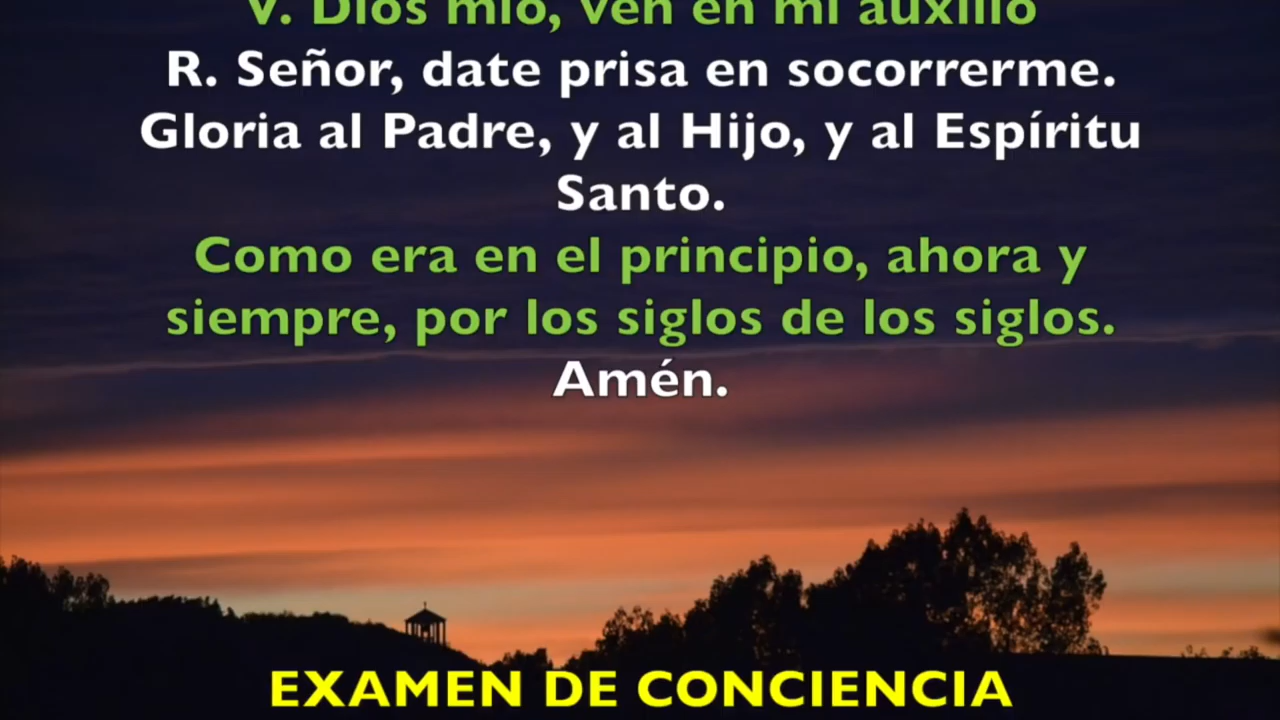 V. Dios mío, ven en mi auxilio
R. Señor, date prisa en socorrerme.
Gloria al Padre, y al Hijo, y al Espíritu
Santo.
Como era en el principio, ahora y
siempre, por los siglos de los siglos.
Amén.
EXAMEN DE CONCIENCIA